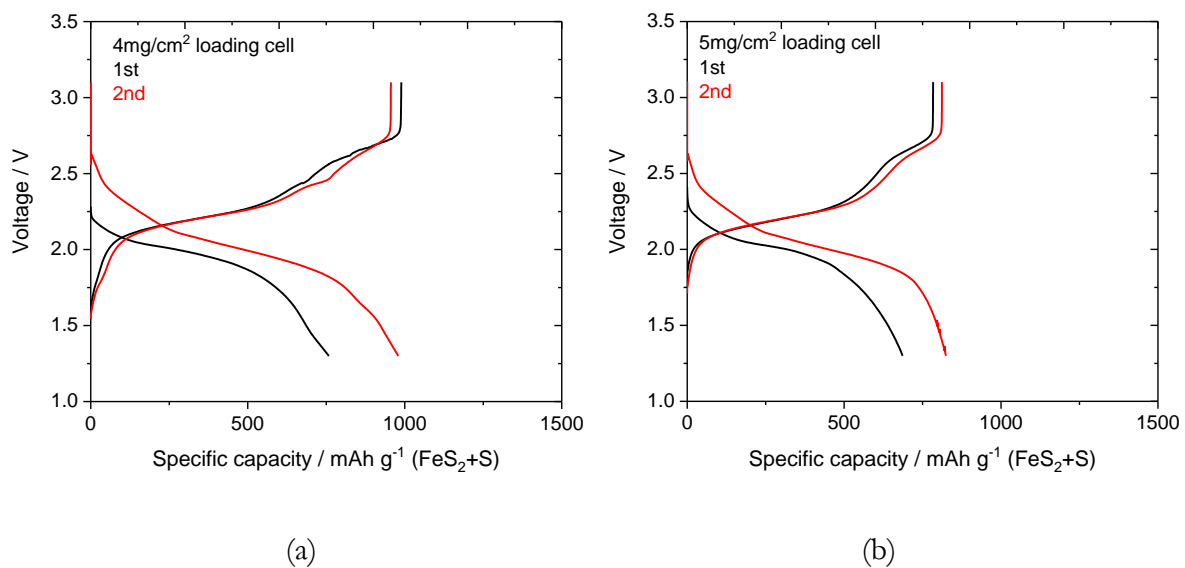 4mg/cm² loading cell
1st
2nd
3.5
3.0
2.5
2.0
1.5
1.0
Voltage / V
0
500
1000
1500
Specific capacity / mAh g⁻¹ (FeS₂+S)
(a)
5mg/cm² loading cell
1st
2nd
3.5
3.0
2.5
2.0
1.5
1.0
Voltage / V
0
500
1000
1500
Specific capacity / mAh g⁻¹ (FeS₂+S)
(b)